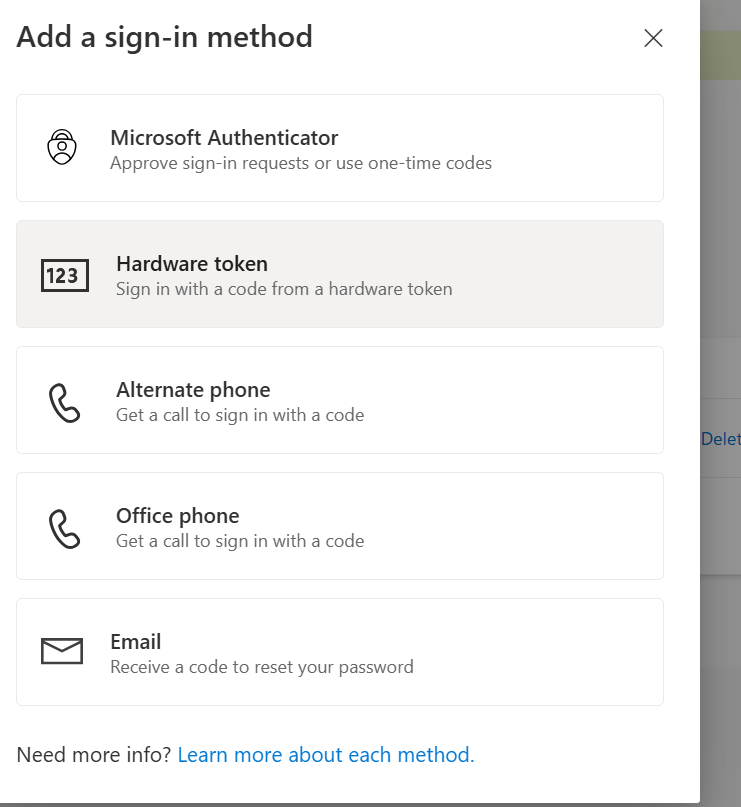 Add a sign-in method
Microsoft Authenticator
Approve sign-in requests or use one-time codes
123
Hardware token
Sign in with a code from a hardware token
Alternate phone
Get a call to sign in with a code
Delet
Office phone
Get a call to sign in with a code
Email
Receive a code to reset your password
Need more info? Learn more about each method.